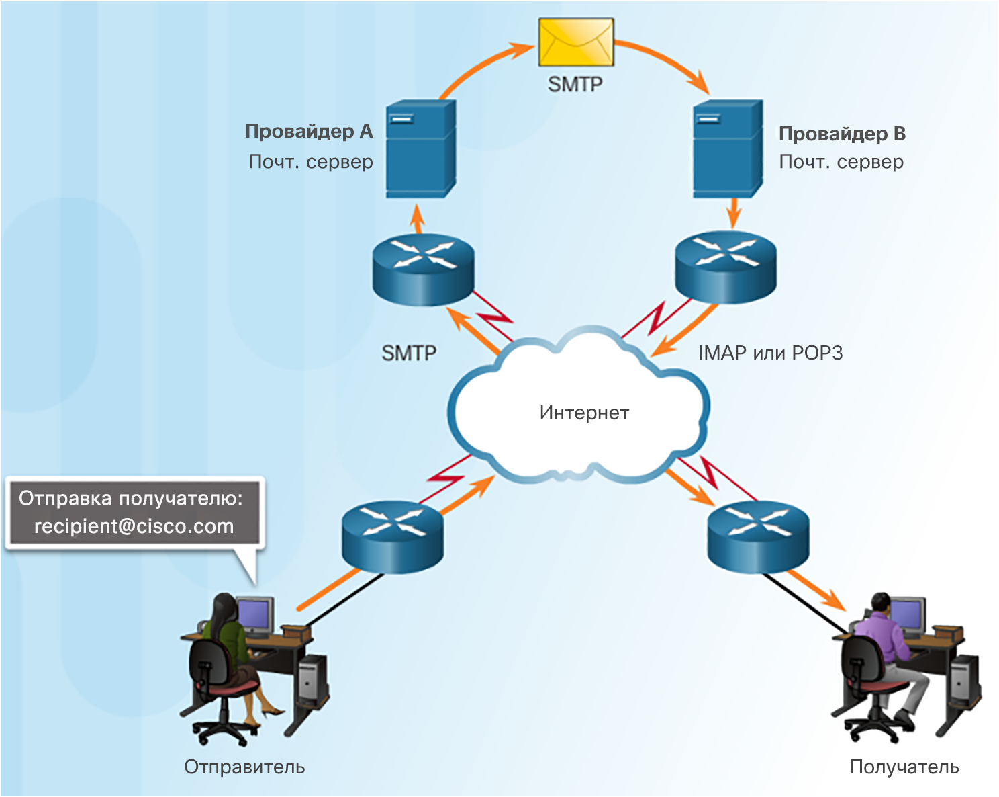 SMTP
Провайдер A
Почт. сервер
Провайдер B
Почт. сервер
SMTP
IMAP или POP3
Интернет
Отправка получателю:
recipient@cisco.com
Отправитель
Получатель